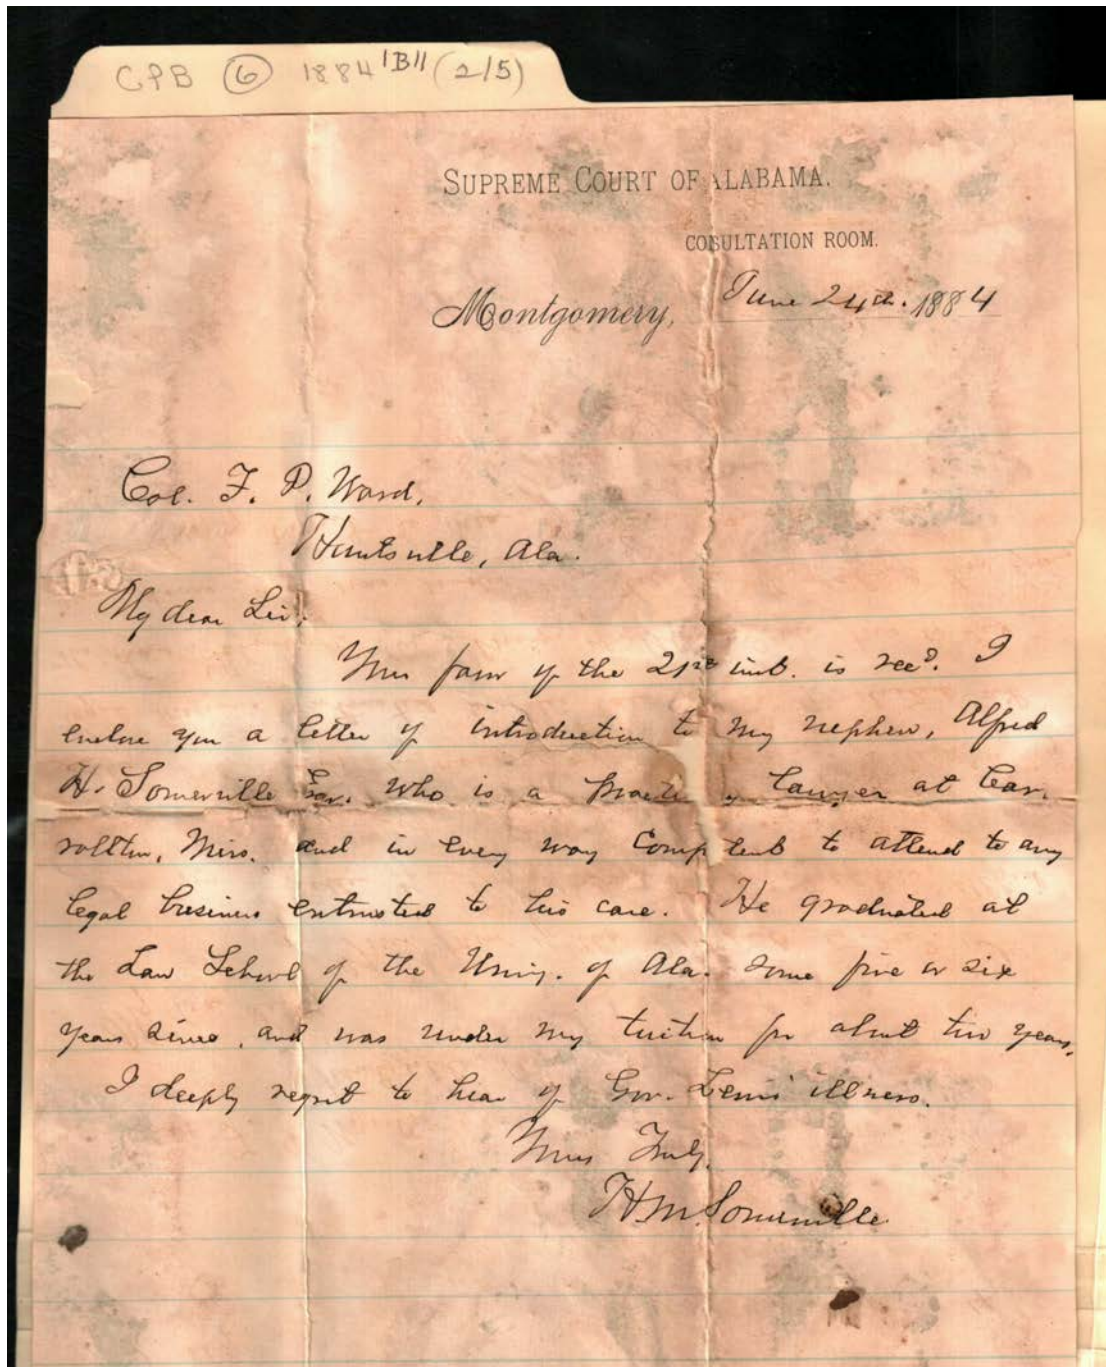 CPB 6 1884 1B11 (2/5)
SUPREME COURT OF ALABAMA.
COSULTATION ROOM.
Montgomery, June 24th. 1884
Col. F. P. Ward,
Huntsville, Ala.
My dear Sir;
Your favor of the 21st inst. is recd. I
enclose you a letter of introduction to my nephew, Alfred
H. Somerville Esq. who is a lawyer at Car-
rollton, Miss. and in every way competent to attend to any
legal business entrusted to his care. He graduated at
the Law School of the Univ. of Ala. some five or six
years since, and was under my tuition for about two years.
I deeply regret to hear of Gov. Lewis' illness.
Yours Truly,
H. M. Somerville